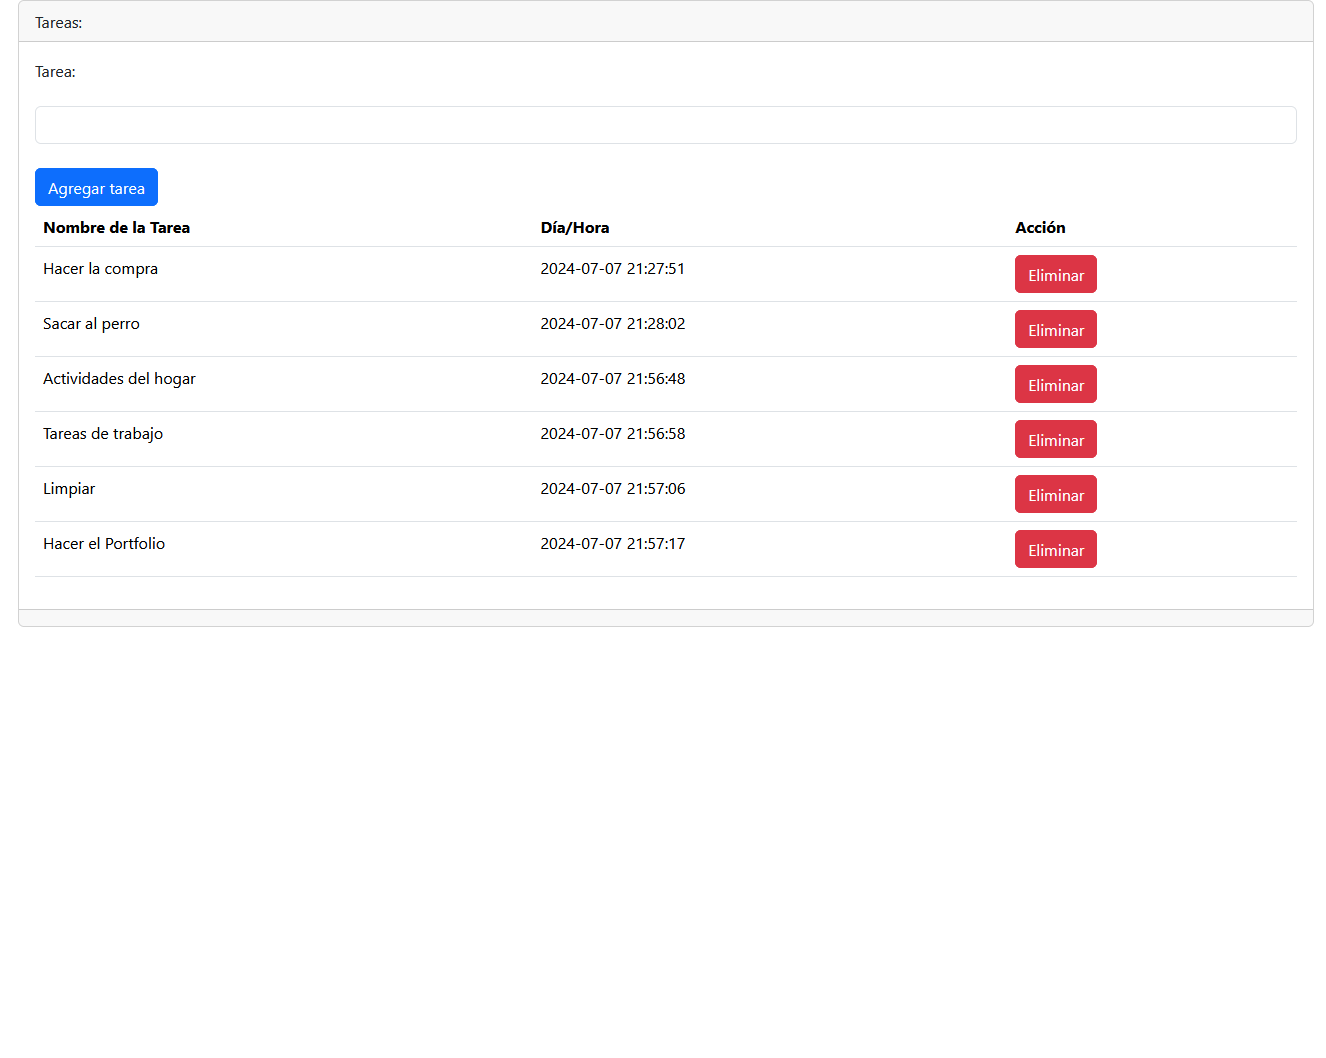 Tareas:
Tarea:
Agregar tarea
Nombre de la Tarea Día/Hora Acción
Hacer la compra 2024-07-07 21:27:51 Eliminar
Sacar al perro 2024-07-07 21:28:02 Eliminar
Actividades del hogar 2024-07-07 21:56:48 Eliminar
Tareas de trabajo 2024-07-07 21:56:58 Eliminar
Limpiar 2024-07-07 21:57:06 Eliminar
Hacer el Portfolio 2024-07-07 21:57:17 Eliminar